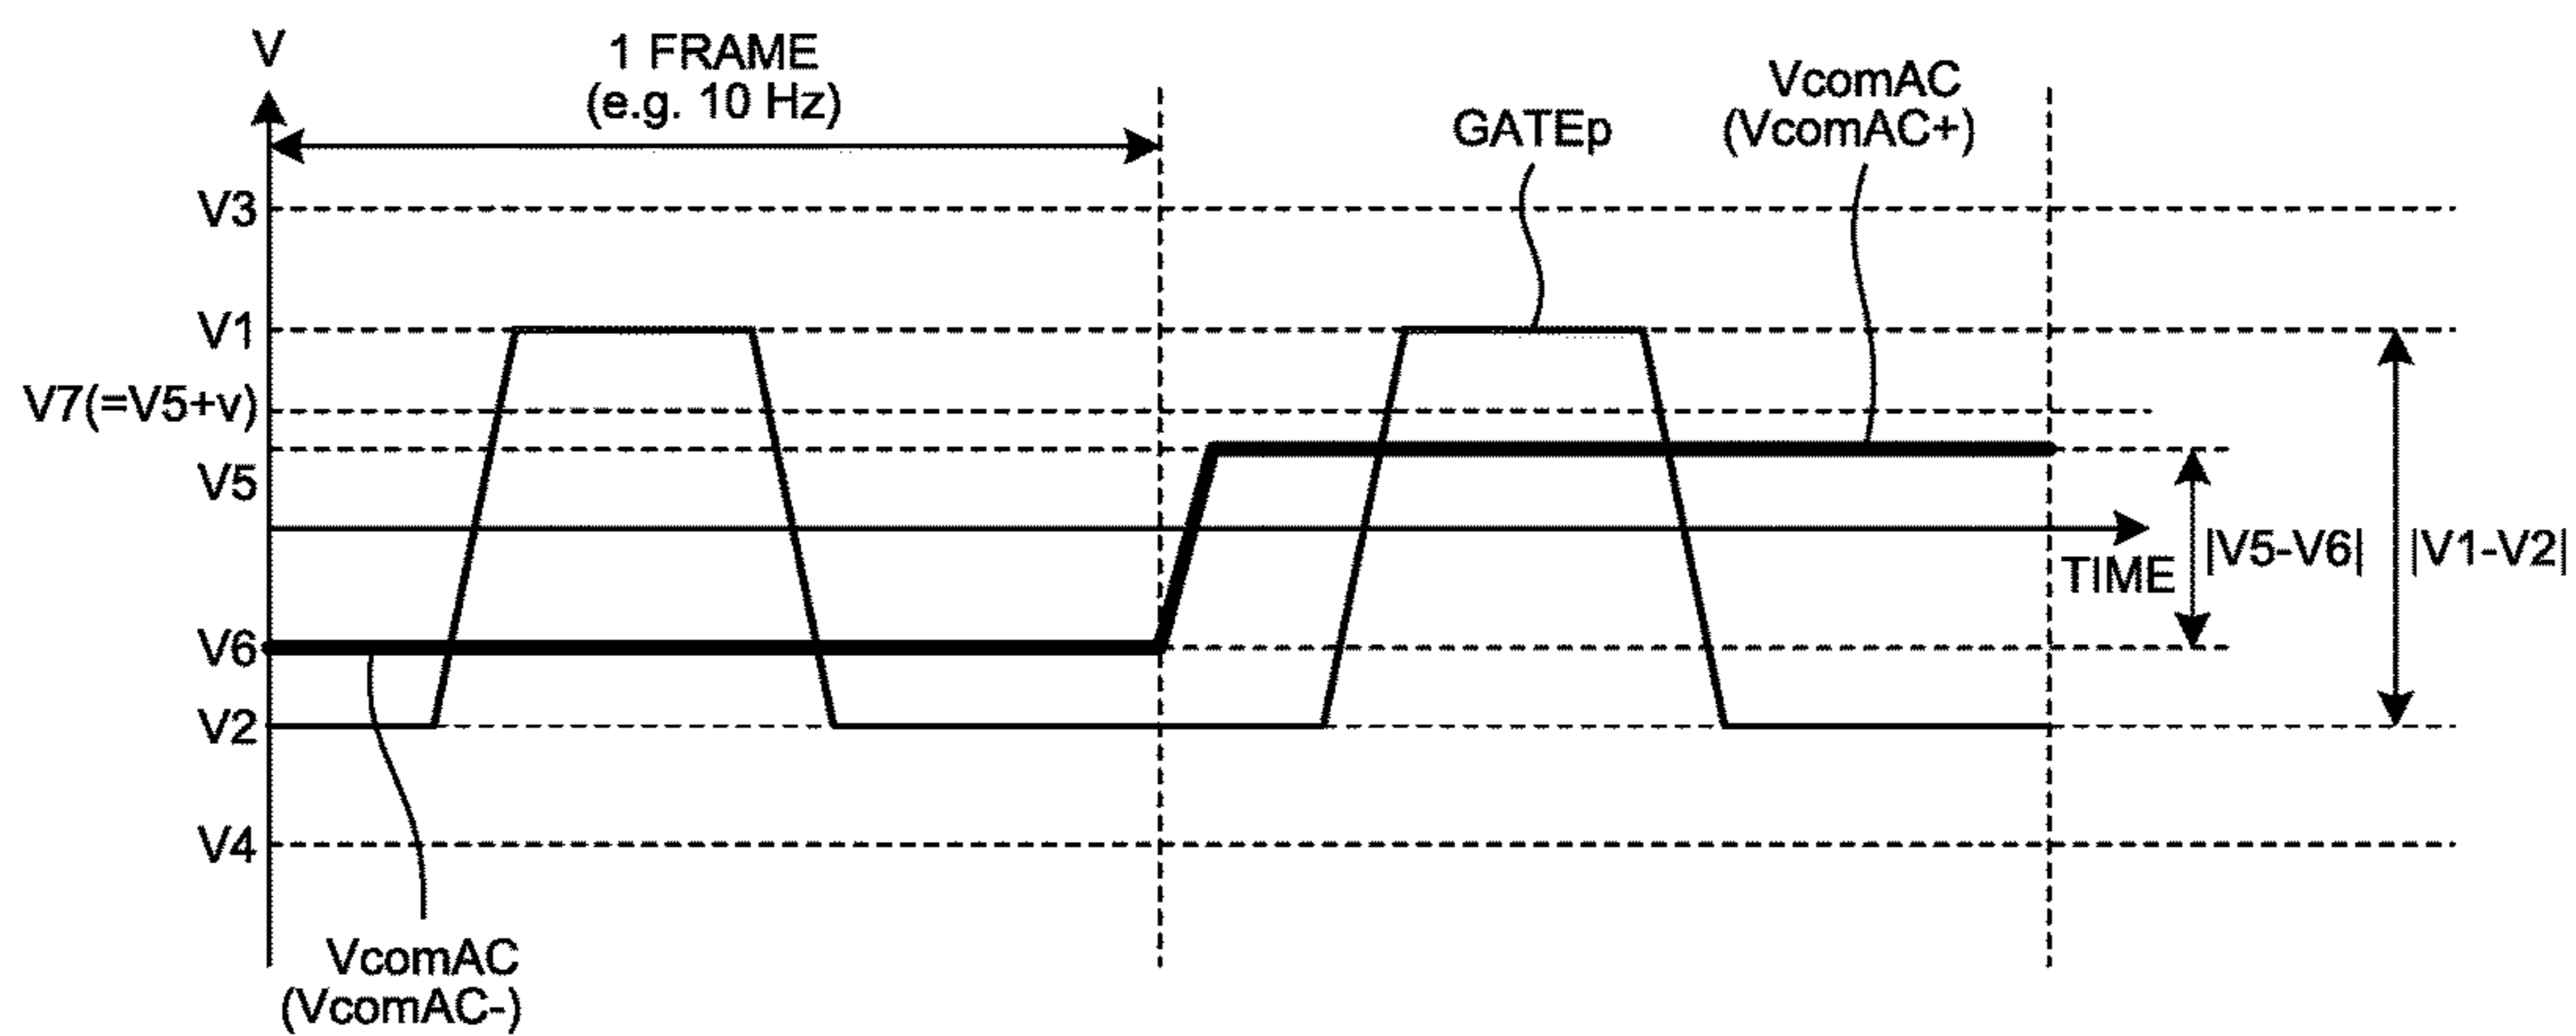 V
1 FRAME
(e.g. 10 Hz)
VcomAC
(VcomAC+)
GATEp
V3
V1
V7(=V5+v)
V5
|V5-V6|
|V1-V2|
TIME
V6
V2
V4
VcomAC
(VcomAC-)